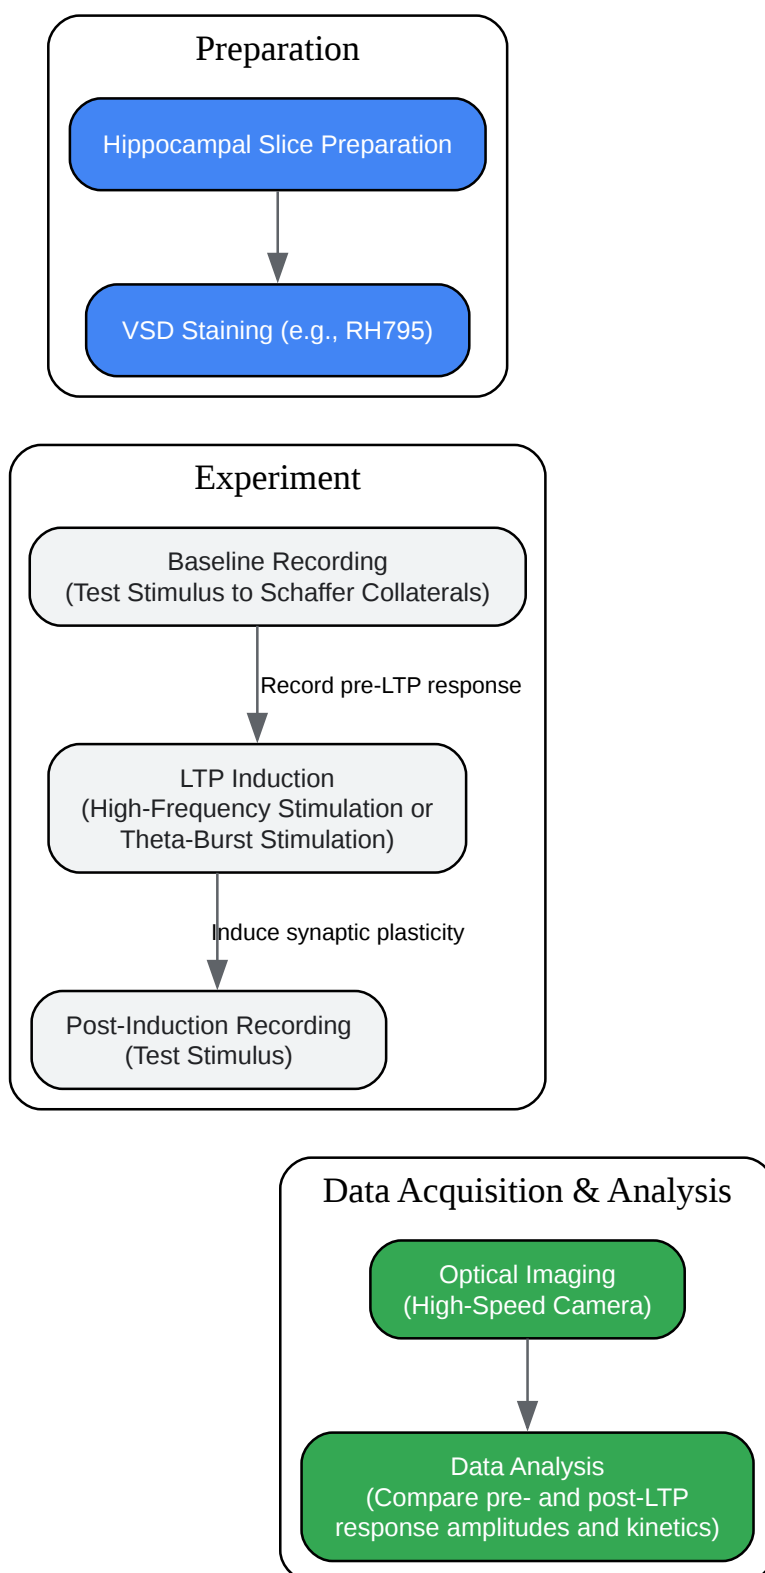 Preparation
Hippocampal Slice Preparation
VSD Staining (e.g., RH795)
Experiment
Baseline Recording
(Test Stimulus to Schaffer Collaterals)
Record pre-LTP response
LTP Induction
(High-Frequency Stimulation or
Theta-Burst Stimulation)
Induce synaptic plasticity
Post-Induction Recording
(Test Stimulus)
Data Acquisition & Analysis
Optical Imaging
(High-Speed Camera)
Data Analysis
(Compare pre- and post-LTP
response amplitudes and kinetics)